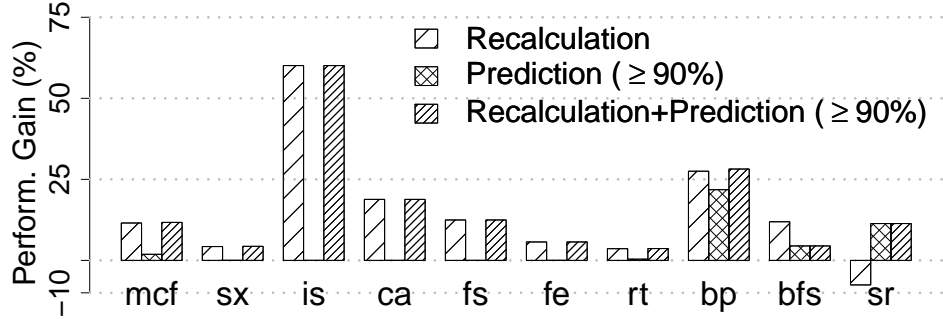 Perform. Gain (%)
75
50
25
−10
Recalculation
Prediction ( ≥ 90%)
Recalculation+Prediction ( ≥ 90%)
mcf sx is ca fs fe rt bp bfs sr